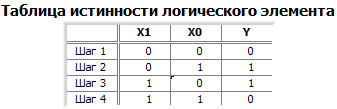 Таблица истинности логического элемента
X1 X0 Y
Шаг 1 0 0 0
Шаг 2 0 1 1
Шаг 3 1 0 1
Шаг 4 1 1 0